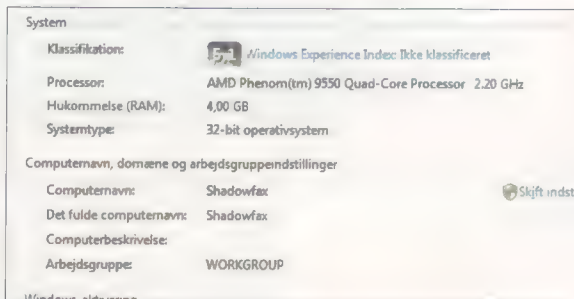 System
Klassifikation: 5,1 Windows Experience Index: Ikke klassificeret
Processor: AMD Phenom(tm) 9550 Quad-Core Processor 2.20 GHz
Hukommelse (RAM): 4,00 GB
Systemtype: 32-bit operativsystem
Computernavn, domæne og arbejdsgruppeindstillinger
Computernavn: Shadowfax
Skift indst
Det fulde computernavn: Shadowfax
Computerbeskrivelse:
Arbejdsgruppe: WORKGROUP